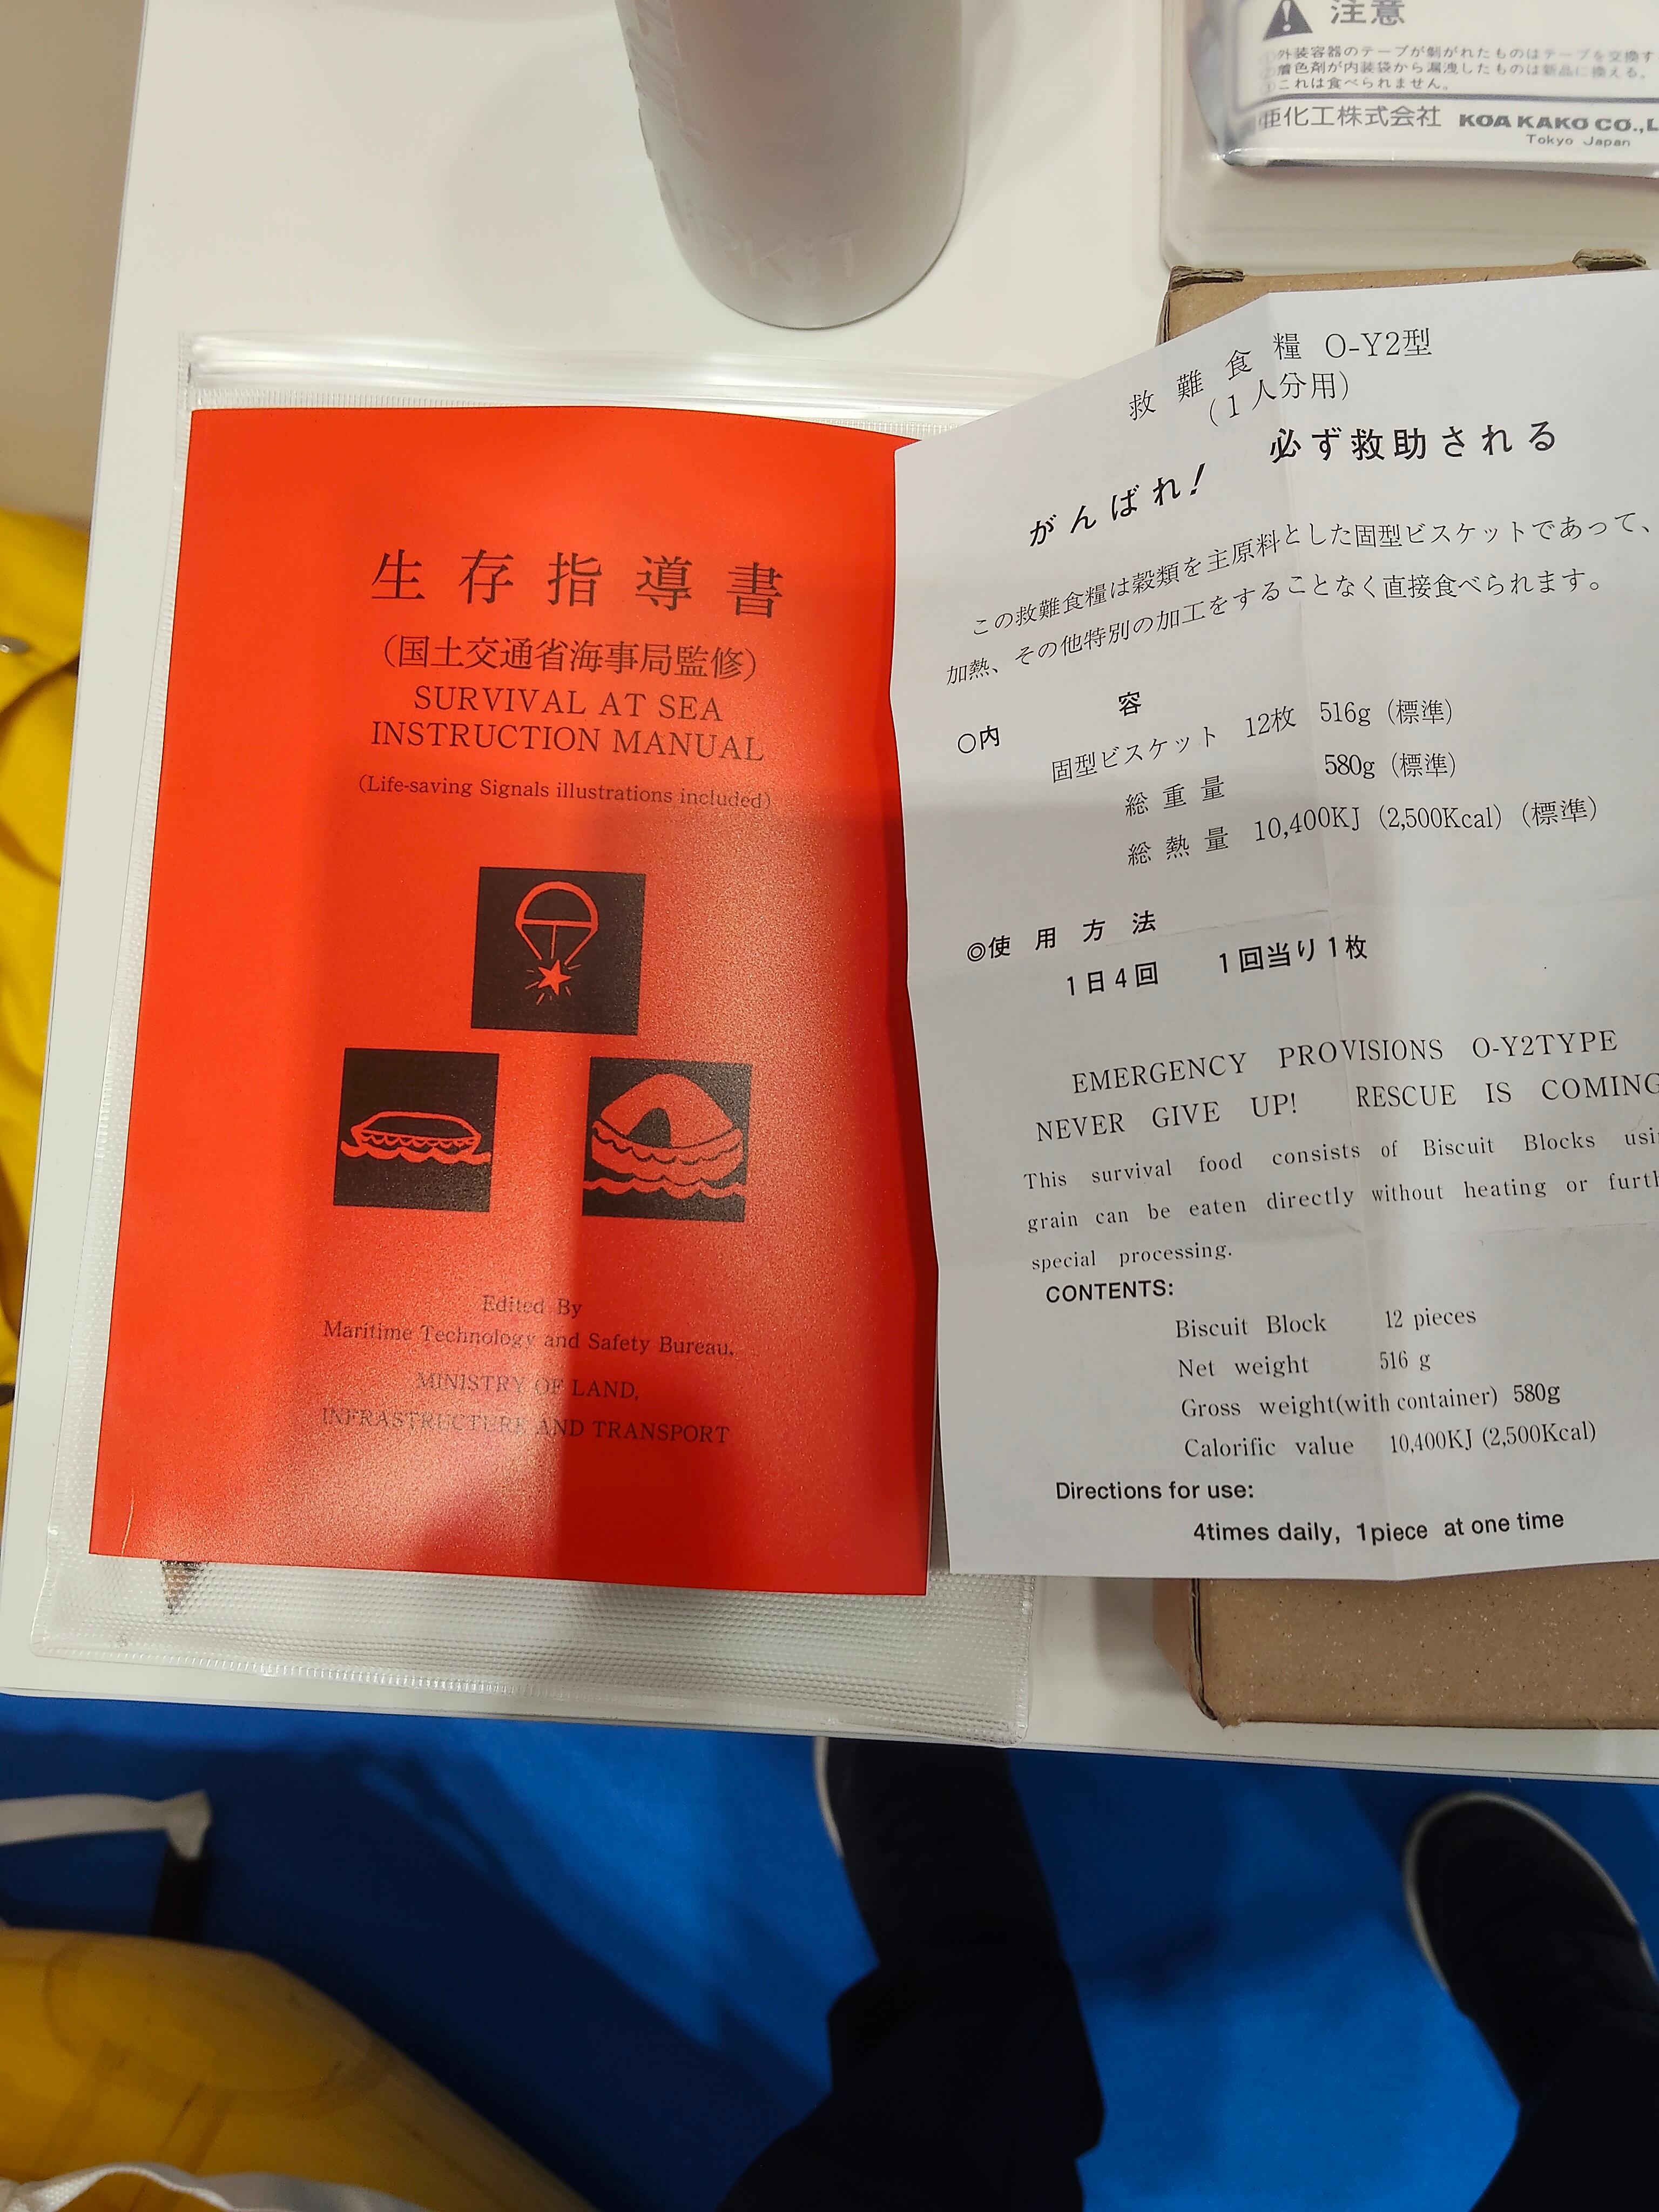 注意
①外装容器のテープが剝がれたものはテープを交換す
②着色剤が内装袋から漏洩したものは新品に換える。
③これは食べられません。
亜化工株式会社 KOA KAKO CO.,L
Tokyo Japan
生存指導書
(国土交通省海事局監修)
SURVIVAL AT SEA
INSTRUCTION MANUAL
(Life-saving Signals illustrations included)
Edited By
Maritime Technology and Safety Bureau,
MINISTRY OF LAND,
INFRASTRUCTURE AND TRANSPORT
救難食糧 O-Y2型
(1人分用)
がんばれ! 必ず救助される
この救難食糧は穀類を主原料とした固型ビスケットであって、
加熱、その他特別の加工をすることなく直接食べられます。
○内容
固型ビスケット 12枚 516g (標準)
総重量 580g (標準)
総熱量 10,400KJ (2,500Kcal) (標準)
◎使用方法
1日4回 1回当り1枚
EMERGENCY PROVISIONS O-Y2TYPE
NEVER GIVE UP! RESCUE IS COMING
This survival food consists of Biscuit Blocks usi
grain can be eaten directly without heating or furth
special processing.
CONTENTS:
Biscuit Block 12 pieces
Net weight 516 g
Gross weight(with container) 580g
Calorific value 10,400KJ (2,500Kcal)
Directions for use:
4times daily, 1piece at one time